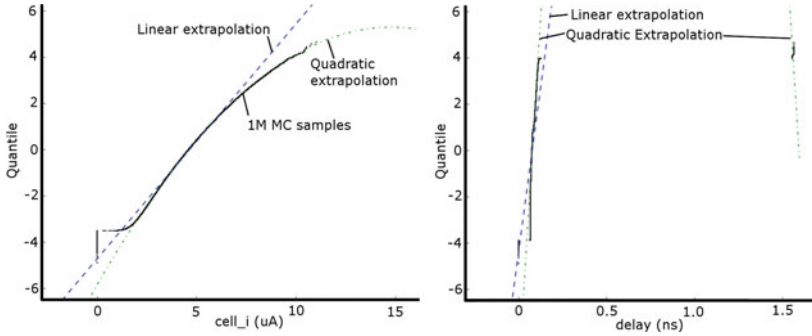 6
4
2
0
-2
-4
-6
Quantile
Linear extrapolation
Quadratic
extrapolation
1M MC samples
0
5
10
15
cell_i (uA)
6
4
2
0
-2
-4
-6
Quantile
Linear extrapolation
Quadratic Extrapolation
0
0.5
1.0
1.5
delay (ns)